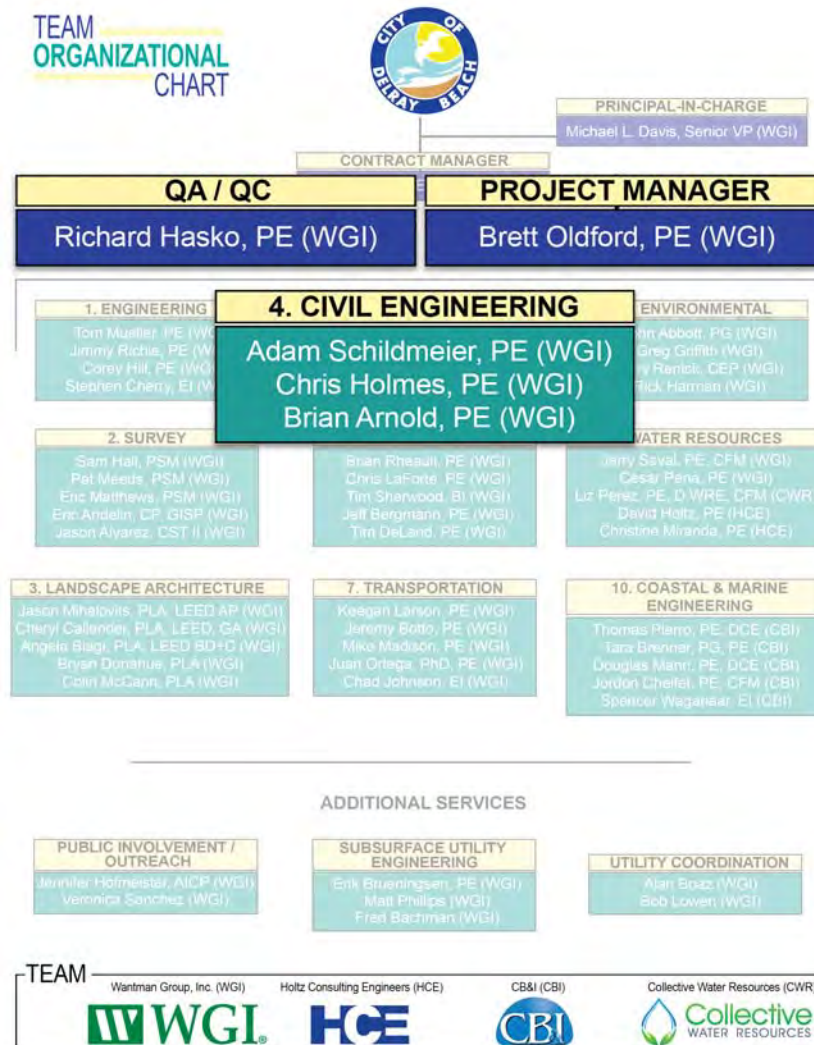 TEAM
ORGANIZATIONAL
CHART
CITY OF
DELRAY BEACH
PRINCIPAL-IN-CHARGE
Michael L. Davis, Senior VP (WGI)
CONTRACT MANAGER
QA / QC
Richard Hasko, PE (WGI)
PROJECT MANAGER
Brett Oldford, PE (WGI)
1. ENGINEERING
Tom Mueller, PE
Jimmy Richie, PE
Corey Hill, PE
Stephen Cherry, EI
4. CIVIL ENGINEERING
Adam Schildmeier, PE (WGI)
Chris Holmes, PE (WGI)
Brian Arnold, PE (WGI)
ENVIRONMENTAL
Abbott, PG (WGI)
Greg Griffith (WGI)
CEP (WGI)
Rick Harman (WGI)
2. SURVEY
Sam Hall, PSM (WGI)
Pat Meeds, PSM (WGI)
Eric Matthews, PSM (WGI)
Eric Andelin, CP, GISP (WGI)
Jason Alvarez, CST II (WGI)
Brian Rheault, PE (WGI)
Chris LaForte, PE (WGI)
Tim Sherwood, BI (WGI)
Jeff Bergmann, PE (WGI)
Tim DeLand, PE (WGI)
WATER RESOURCES
PE, CFM (WGI)
Cesar Pena, PE (WGI)
Liz Perez, PE, D.WRE, CFM (CWR)
David Holtz, PE (HCE)
Christine Miranda, PE (HCE)
3. LANDSCAPE ARCHITECTURE
Jason Mihalovits, PLA, LEED AP (WGI)
Cheryl Callender, PLA, LEED, GA (WGI)
Angela Biagi, PLA, LEED BD+C (WGI)
Bryan Donahue, PLA (WGI)
Colin McCann, PLA (WGI)
7. TRANSPORTATION
Keegan Larson, PE (WGI)
Jeremy Botto, PE (WGI)
Mike Madison, PE (WGI)
Juan Ortega, PhD, PE (WGI)
Chad Johnson, EI (WGI)
10. COASTAL & MARINE
ENGINEERING
Thomas Pierro, PE, DCE (CBI)
Tara Brenner, PG, PE (CBI)
Douglas Mann, PE, DCE (CBI)
Jordon Cheifet, PE, CFM (CBI)
Spencer Wagenaar, EI (CBI)
ADDITIONAL SERVICES
PUBLIC INVOLVEMENT /
OUTREACH
Jennifer Hofmeister, AICP (WGI)
Veronica Sanchez (WGI)
SUBSURFACE UTILITY
ENGINEERING
Erik Brueningsen, PE (WGI)
Matt Phillips (WGI)
Fred Bachman (WGI)
UTILITY COORDINATION
Alan Boaz (WGI)
Bob Lowen (WGI)
TEAM
Wantman Group, Inc. (WGI)
WGI®
Holtz Consulting Engineers (HCE)
HCE
CB&I (CBI)
CB&I
Collective Water Resources (CWR)
Collective
WATER RESOURCES